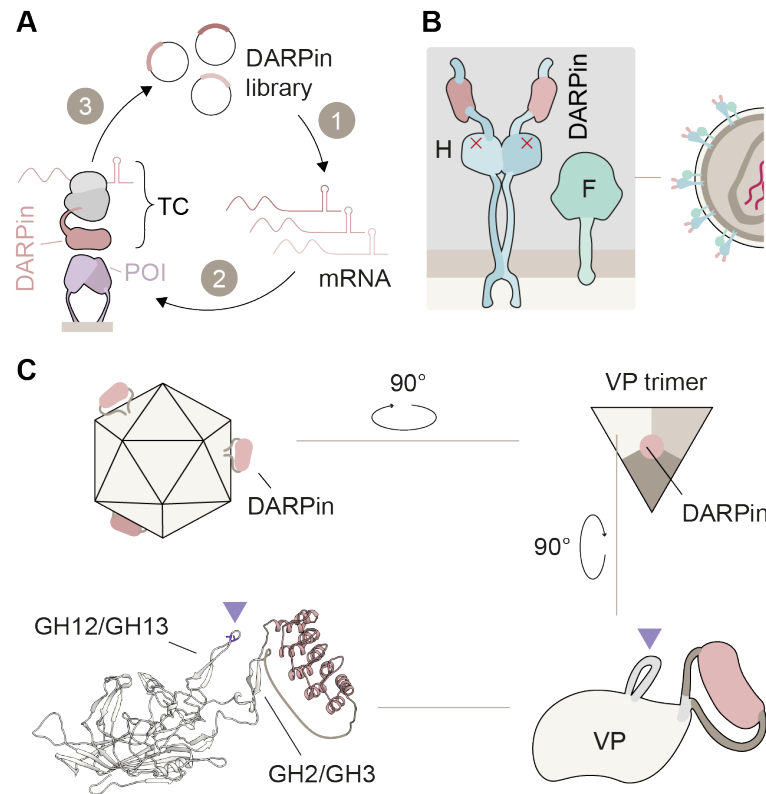 A
DARPin
library
3
1
TC
DARPin
POI
2
mRNA
B
DARPin
H
F
C
90°
VP trimer
DARPin
DARPin
90°
GH12/GH13
GH2/GH3
VP